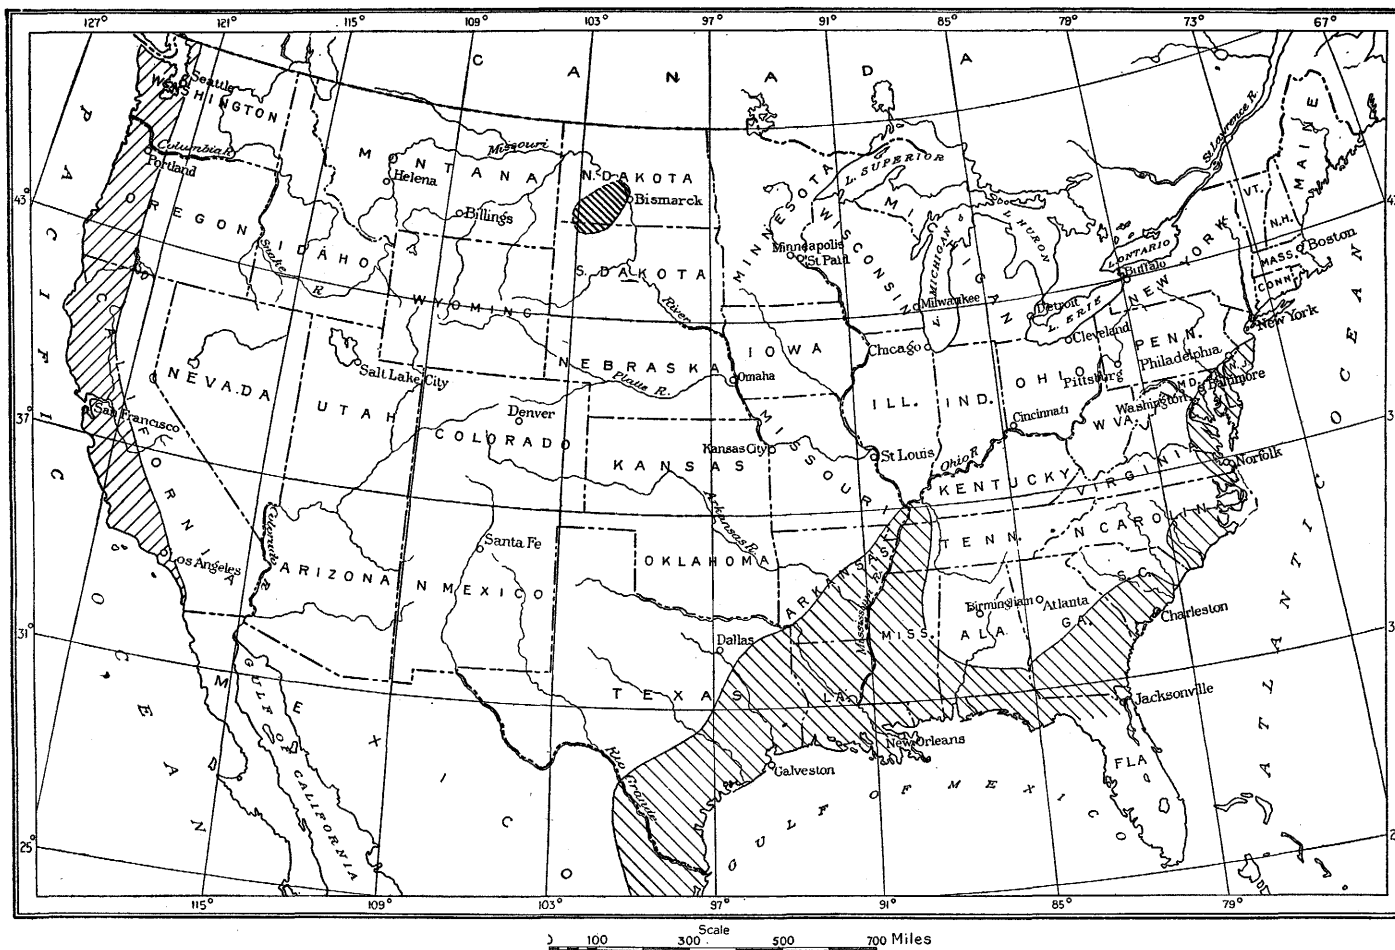 127° 121° 115° 109° 103° 97° 91° 85° 79° 73° 67°
C A N A D A
Seattle
WASHINGTON
Columbia R.
Portland
OREGON
MONTANA
Missouri
Helena
Billings
N. DAKOTA
Bismarck
MINNESOTA
L. SUPERIOR
St. Lawrence R.
MAINE
VT.
N.H.
43°
IDAHO
Snake R.
WYOMING
S. DAKOTA
River
Minneapolis
St Paul
WISCONSIN
MICHIGAN
L. MICHIGAN
L. HURON
L. ONTARIO
Buffalo
NEW YORK
MASS.
Boston
CONN.
Milwaukee
Detroit
L. ERIE
Cleveland
New York
NEVADA
Salt Lake City
UTAH
NEBRASKA
Platte R.
Omaha
IOWA
Chicago
ILL.
IND.
OHIO
PENN.
Pittsburg
Philadelphia
N.J.
MD.
Baltimore
Washington
37°
San Francisco
CALIFORNIA
Denver
COLORADO
KANSAS
Kansas City
MISSOURI
St Louis
Cincinnati
Ohio R.
W VA.
VIRGINIA
Norfolk
KENTUCKY
Los Angeles
Colorado R.
ARIZONA
Santa Fe
N MEXICO
OKLAHOMA
Arkansas R.
ARKANSAS
TENN.
N CAROLINA
S.C.
Charleston
31°
Dallas
TEXAS
LA.
Mississippi R.
MISS.
ALA
Birmingham
Atlanta
GA.
Jacksonville
FLA
New Orleans
Galveston
Rio Grande
MEXICO
GULF OF CALIFORNIA
GULF OF MEXICO
PACIFIC OCEAN
ATLANTIC OCEAN
25°
115° 109° 103° 97° 91° 85° 79°
Scale
0 100 300 500 700 Miles